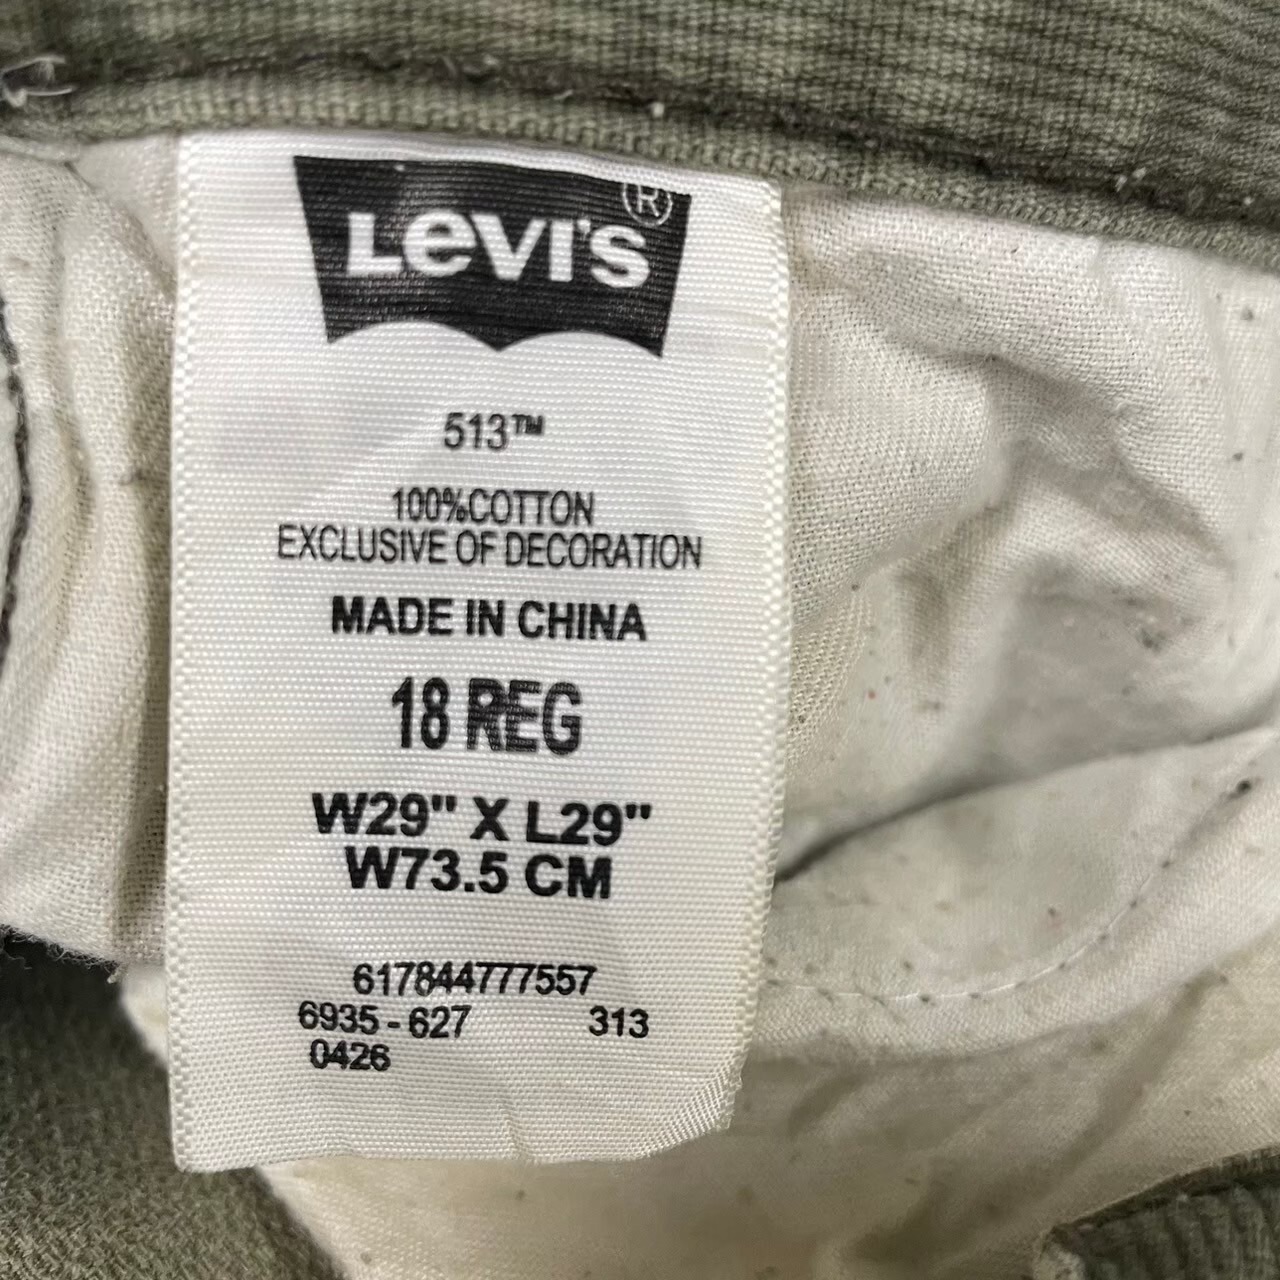 Levi's®
513™
100%COTTON
EXCLUSIVE OF DECORATION
MADE IN CHINA
18 REG
W29" X L29"
W73.5 CM
617844777557
6935 - 627 313
0426